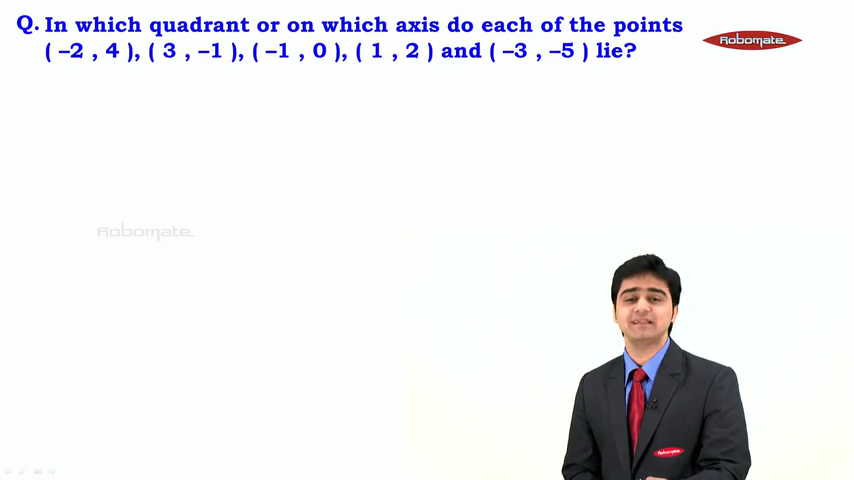 Q. In which quadrant or on which axis do each of the points
( –2 , 4 ), ( 3 , –1 ), ( –1 , 0 ), ( 1 , 2 ) and ( –3 , –5 ) lie?
Robomate
Robomate
Robomate